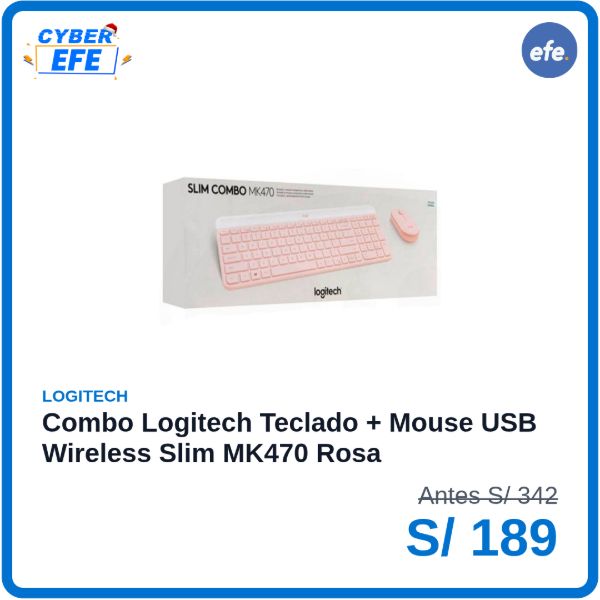 CYBER
EFE
efe.
SLIM COMBO MK470
logitech
LOGITECH
Combo Logitech Teclado + Mouse USB
Wireless Slim MK470 Rosa
Antes S/ 342
S/ 189